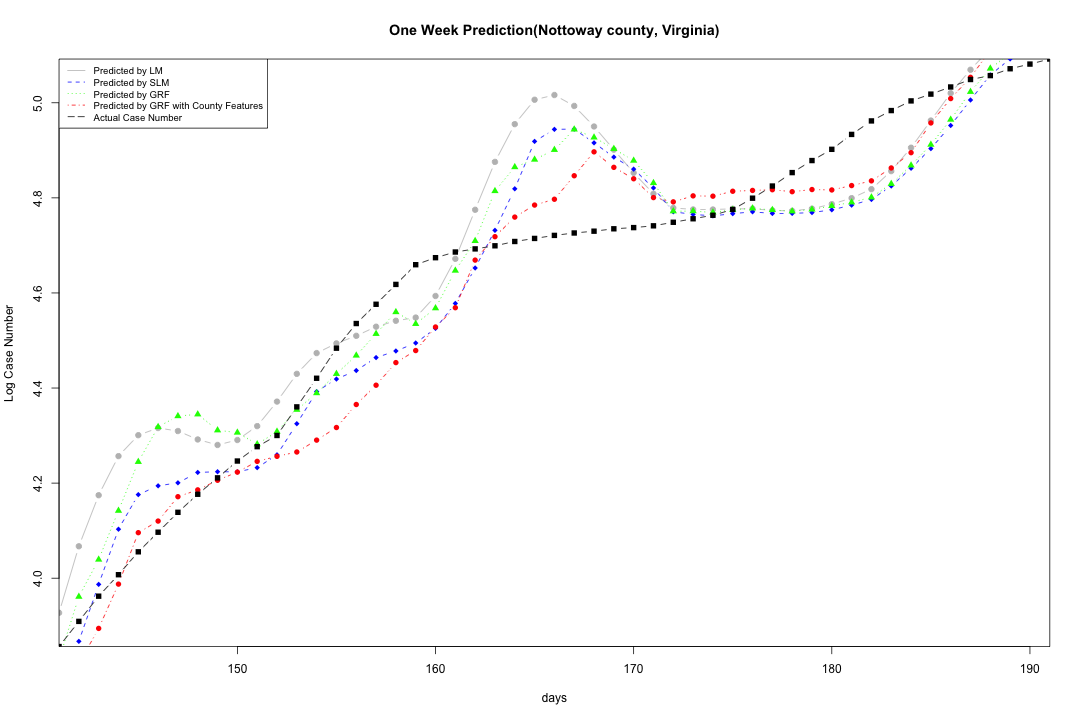 One Week Prediction(Nottoway county, Virginia)
Predicted by LM
Predicted by SLM
Predicted by GRF
Predicted by GRF with County Features
Actual Case Number
Log Case Number
5.0
4.8
4.6
4.4
4.2
4.0
150 160 170 180 190
days